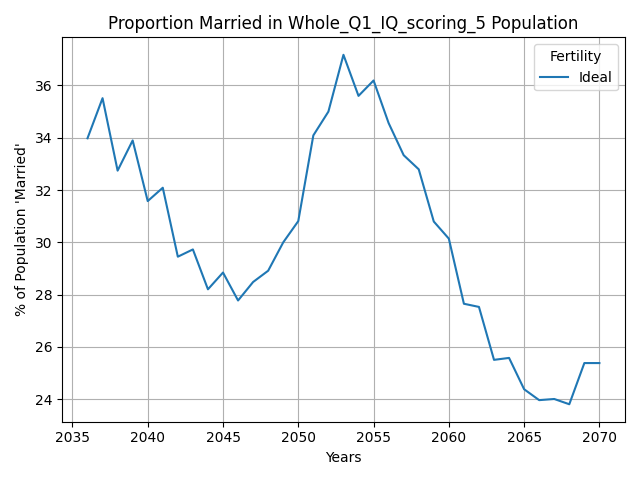 Proportion Married in Whole_Q1_IQ_scoring_5 Population
Fertility
Ideal
% of Population 'Married'
36
34
32
30
28
26
24
2035 2040 2045 2050 2055 2060 2065 2070
Years